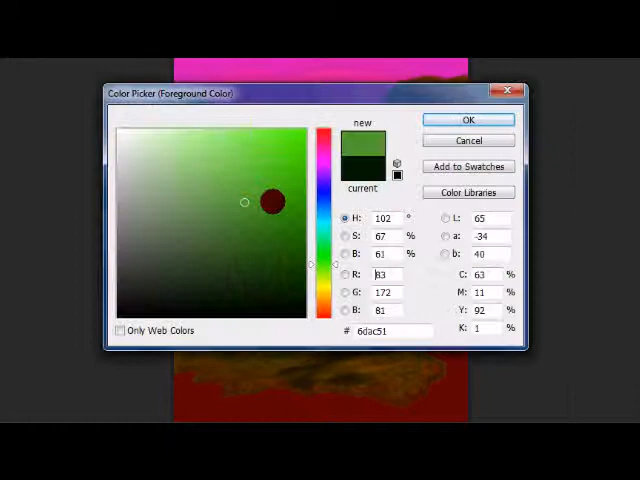 Color Picker (Foreground Color)
new
current
OK
Cancel
Add to Swatches
Color Libraries
H: 102 °
S: 67 %
B: 61 %
R: 83
G: 172
B: 81
L: 65
a: -34
b: 40
C: 63 %
M: 11 %
Y: 92 %
K: 1 %
# 6dac51
Only Web Colors